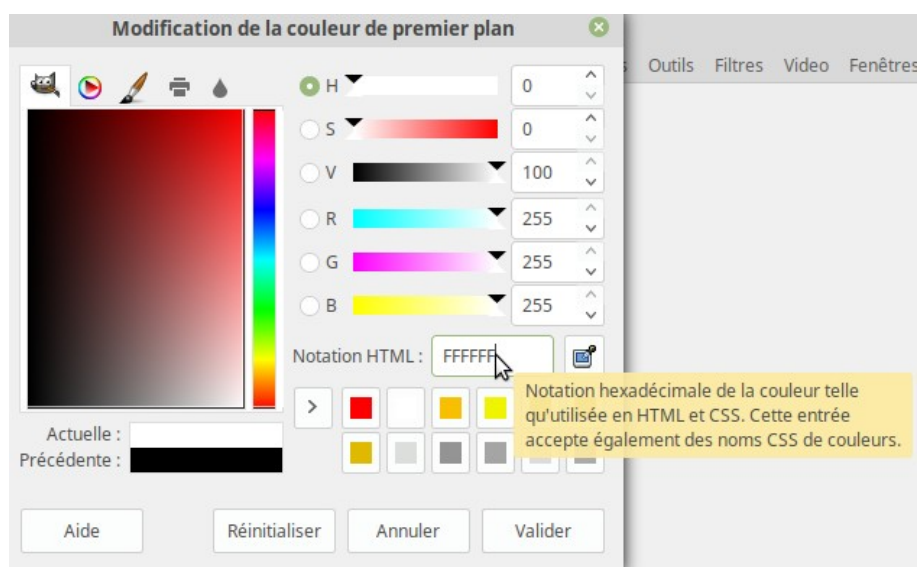 Modification de la couleur de premier plan
Outils Filtres Video Fenêtres
H 0
S 0
V 100
R 255
G 255
B 255
Notation HTML : FFFFFF
Notation hexadécimale de la couleur telle
qu'utilisée en HTML et CSS. Cette entrée
accepte également des noms CSS de couleurs.
Actuelle :
Précédente :
Aide
Réinitialiser
Annuler
Valider